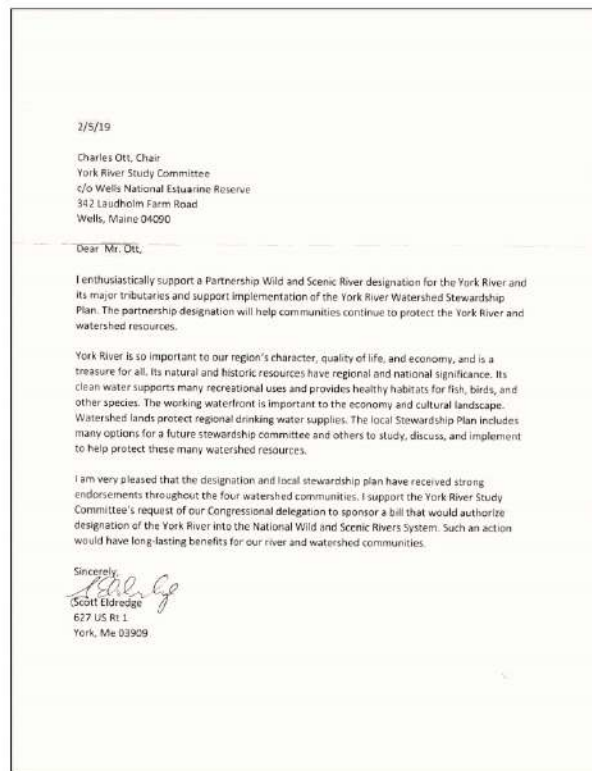 2/5/19
Charles Ott, Chair
York River Study Committee
c/o Wells National Estuarine Reserve
342 Laudholm Farm Road
Wells, Maine 04090
Dear Mr. Ott,
I enthusiastically support a Partnership Wild and Scenic River designation for the York River and
its major tributaries and support implementation of the York River Watershed Stewardship
Plan. The partnership designation will help communities continue to protect the York River and
watershed resources.
York River is so important to our region's character, quality of life, and economy, and is a
treasure for all. Its natural and historic resources have regional and national significance. Its
clean water supports many recreational uses and provides healthy habitats for fish, birds, and
other species. The working waterfront is important to the economy and cultural landscape.
Watershed lands protect regional drinking water supplies. The local Stewardship Plan includes
many options for a future stewardship committee and others to study, discuss, and implement
to help protect these many watershed resources.
I am very pleased that the designation and local stewardship plan have received strong
endorsements throughout the four watershed communities. I support the York River Study
Committee's request of our Congressional delegation to sponsor a bill that would authorize
designation of the York River into the National Wild and Scenic Rivers System. Such an action
would have long-lasting benefits for our river and watershed communities.
Sincerely,
Scott Eldredge
627 US Rt 1
York, Me 03909